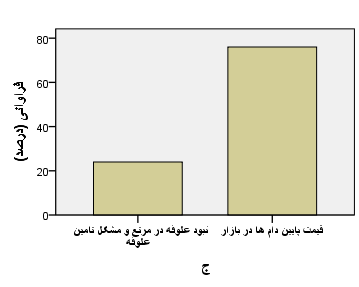 80
60
40
20
0
فراوانی (درصد)
نبود علوفه در مرتع و مشکل تامین
علوفه
قیمت پایین دام ها در بازار
ج